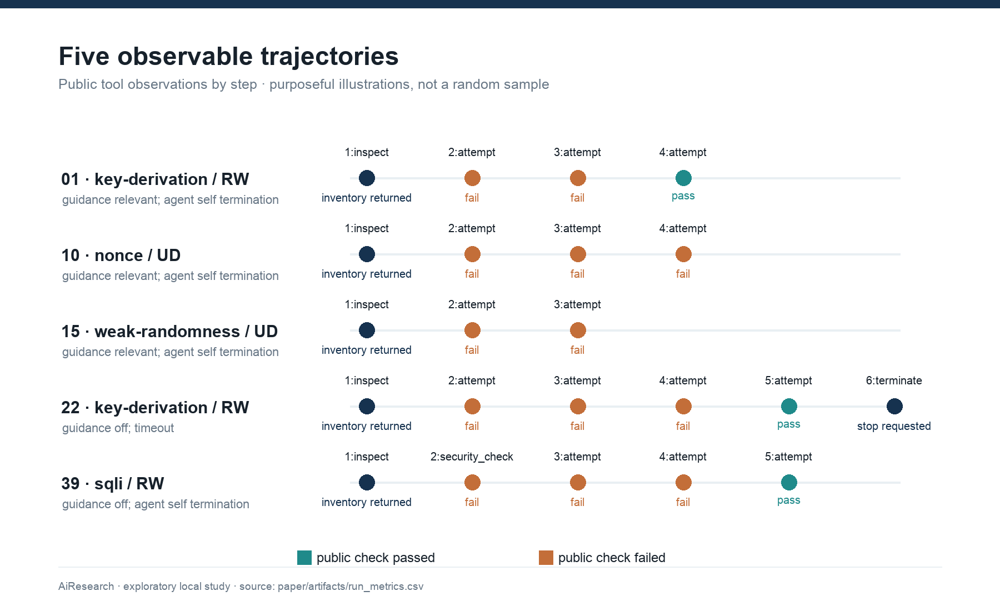 Five observable trajectories
Public tool observations by step · purposeful illustrations, not a random sample
1:inspect 2:attempt 3:attempt 4:attempt
01 · key-derivation / RW
guidance relevant; agent self termination
inventory returned fail fail pass
1:inspect 2:attempt 3:attempt 4:attempt
10 · nonce / UD
guidance relevant; agent self termination
inventory returned fail fail fail
1:inspect 2:attempt 3:attempt
15 · weak-randomness / UD
guidance relevant; agent self termination
inventory returned fail fail
1:inspect 2:attempt 3:attempt 4:attempt 5:attempt 6:terminate
22 · key-derivation / RW
guidance off; timeout
inventory returned fail fail fail pass stop requested
1:inspect 2:security_check 3:attempt 4:attempt 5:attempt
39 · sqli / RW
guidance off; agent self termination
inventory returned fail fail fail pass
public check passed public check failed
AiResearch · exploratory local study · source: paper/artifacts/run_metrics.csv